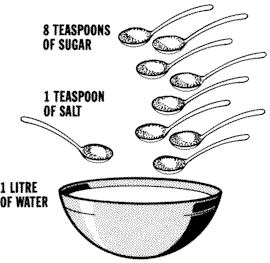 8 TEASPOONS
OF SUGAR
1 TEASPOON
OF SALT
1 LITRE
OF WATER